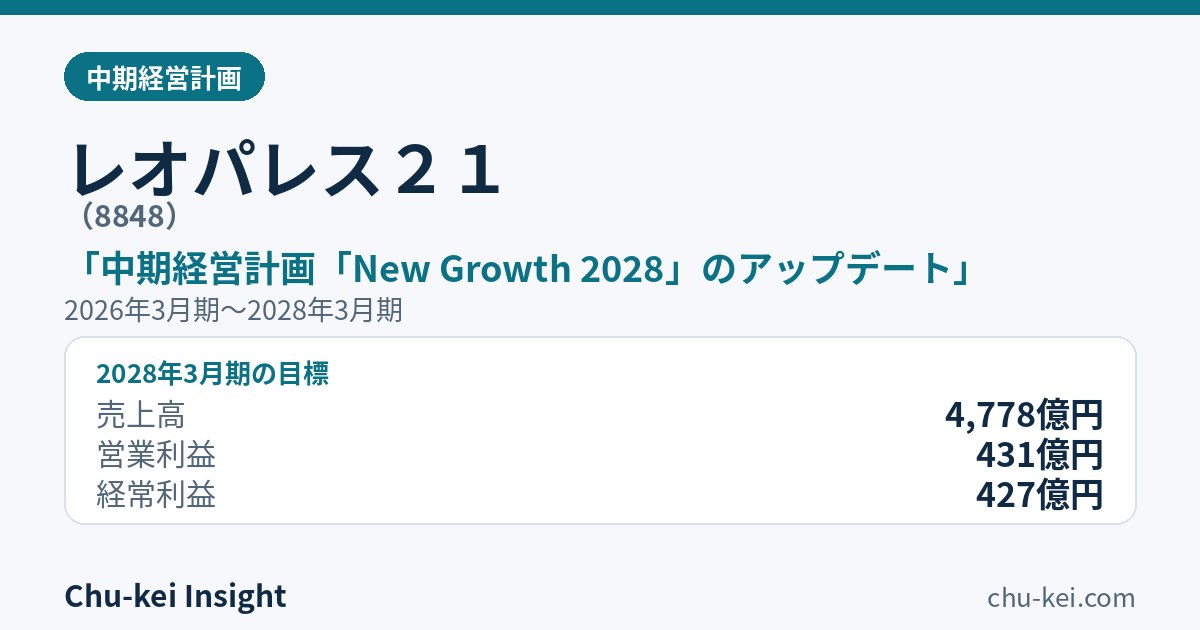 中期経営計画
レオパレス２１
（8848）
「中期経営計画「New Growth 2028」のアップデート」
2026年3月期～2028年3月期
2028年3月期の目標
売上高 4,778億円
営業利益 431億円
経常利益 427億円
Chu-kei Insight chu-kei.com